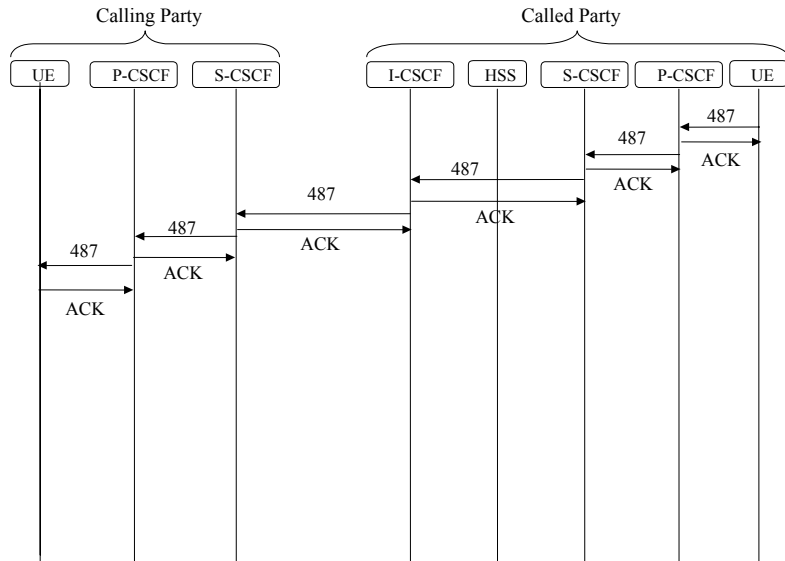 Calling Party
Called Party
UE
P-CSCF
S-CSCF
I-CSCF
HSS
S-CSCF
P-CSCF
UE
487
ACK
487
ACK
487
ACK
487
ACK
487
ACK
487
ACK